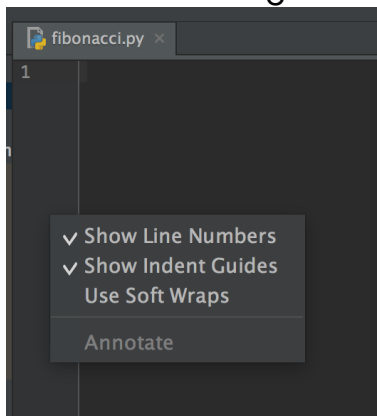 fibonacci.py
1
Show Line Numbers
Show Indent Guides
Use Soft Wraps
Annotate